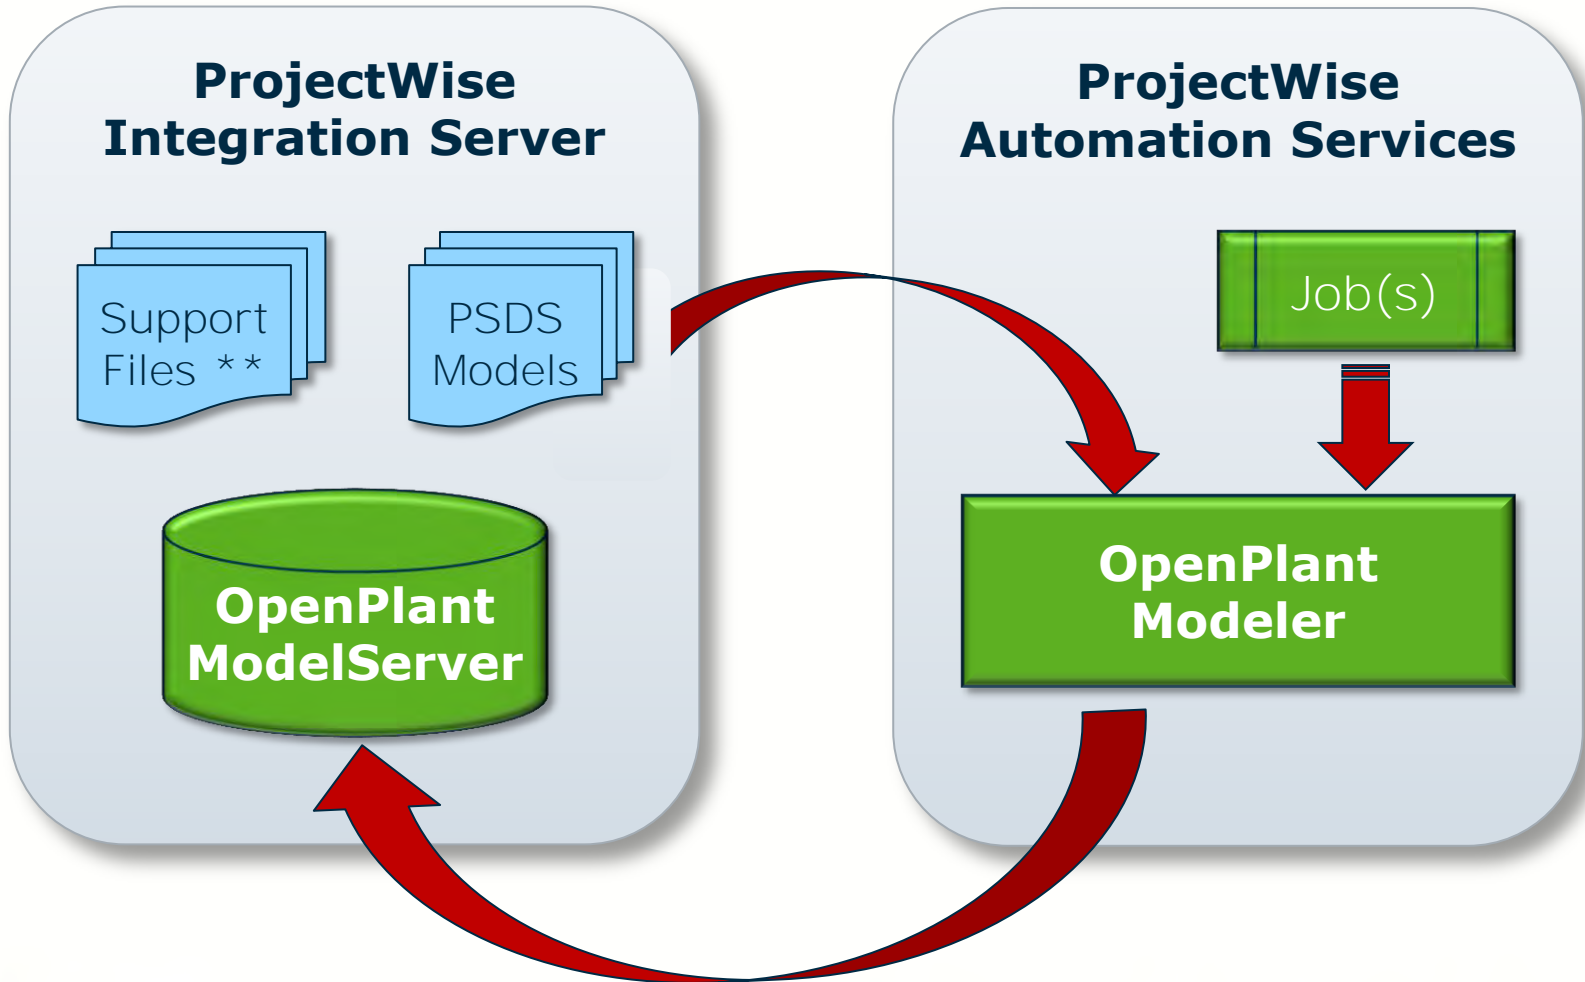 ProjectWise
Integration Server
Support
Files **
PSDS
Models
OpenPlant
ModelServer
ProjectWise
Automation Services
Job(s)
OpenPlant
Modeler